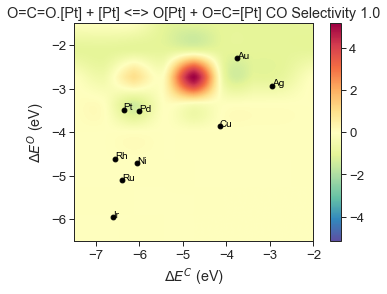 O=C=O.[Pt] + [Pt] <=> O[Pt] + O=C=[Pt] CO Selectivity 1.0
−2
−3
−4
−5
−6
ΔE^O (eV)
Au
Ag
Pt
Pd
Cu
Rh
Ni
Ru
Ir
−7
−6
−5
−4
−3
−2
ΔE^C (eV)
4
2
0
−2
−4